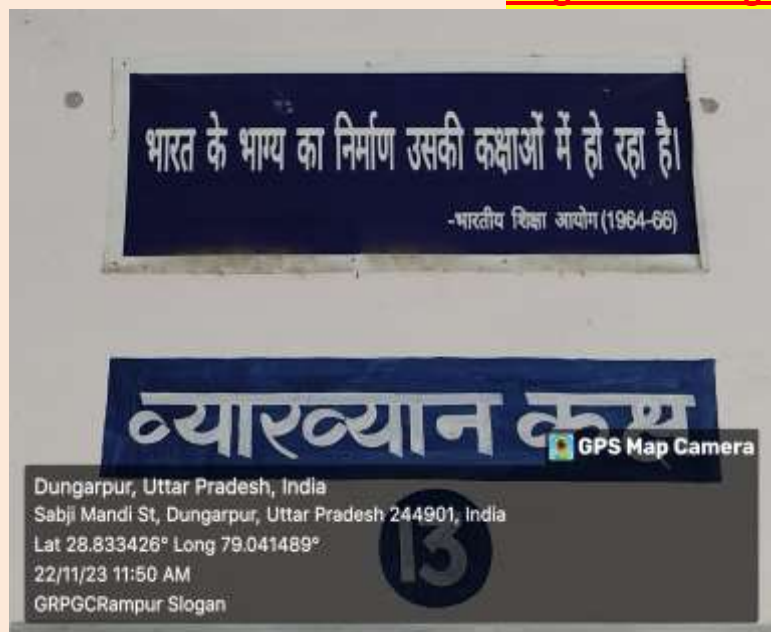 भारत के भाग्य का निर्माण उसकी कक्षाओं में हो रहा है।
-भारतीय शिक्षा आयोग (1964-66)
व्याख्यान कक्ष
GPS Map Camera
Dungarpur, Uttar Pradesh, India
Sabji Mandi St, Dungarpur, Uttar Pradesh 244901, India
Lat 28.833426° Long 79.041489°
22/11/23 11:50 AM
GRPGCRampur Slogan
13